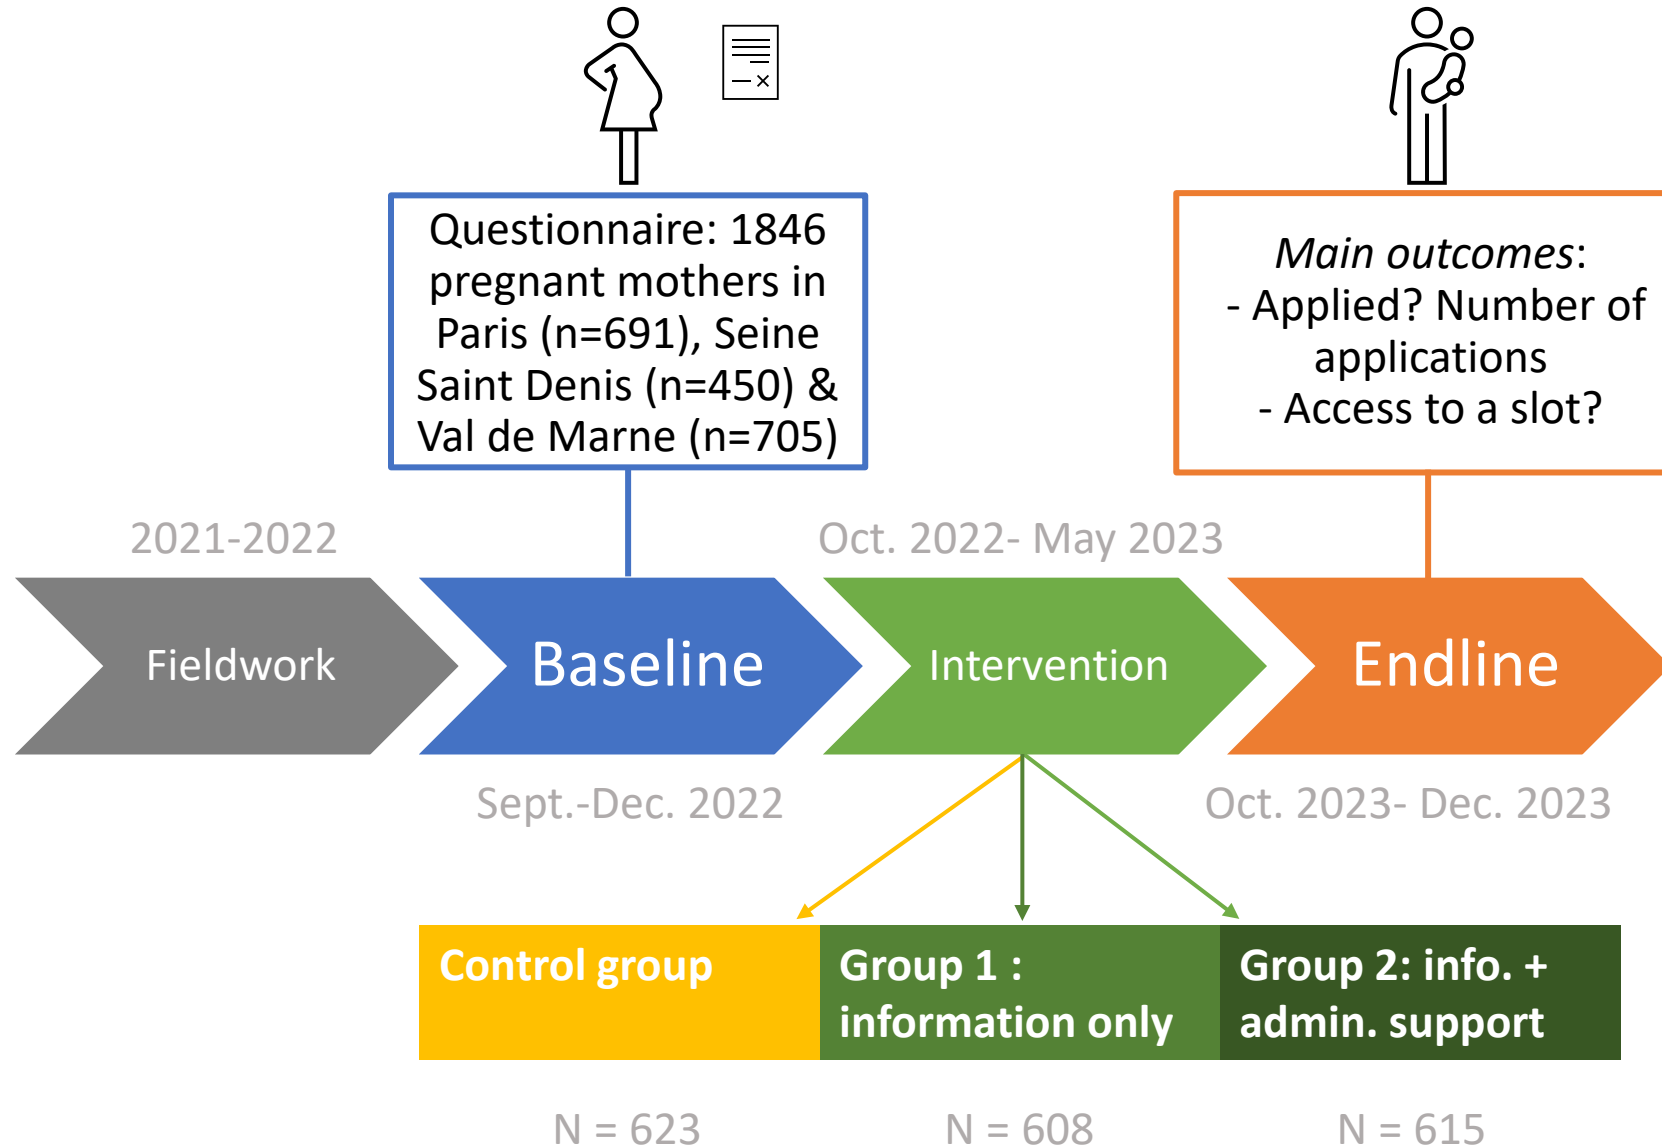 Questionnaire: 1846
pregnant mothers in
Paris (n=691), Seine
Saint Denis (n=450) &
Val de Marne (n=705)
Main outcomes:
- Applied? Number of
applications
- Access to a slot?
2021-2022
Oct. 2022- May 2023
Fieldwork
Baseline
Intervention
Endline
Sept.-Dec. 2022
Oct. 2023- Dec. 2023
Control group
Group 1 :
information only
Group 2: info. +
admin. support
N = 623
N = 608
N = 615